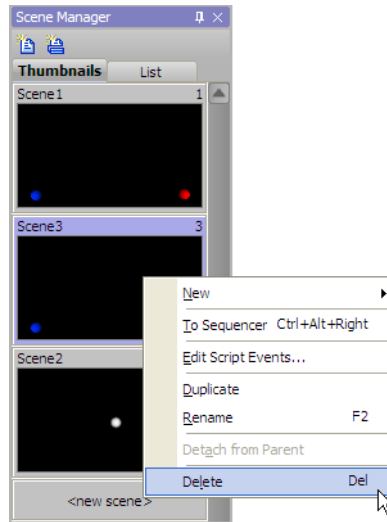 Scene Manager
Thumbnails List
Scene1 1
Scene3 3
New
To Sequencer Ctrl+Alt+Right
Edit Script Events...
Scene2
Duplicate
Rename F2
Detach from Parent
Delete Del
<new scene>